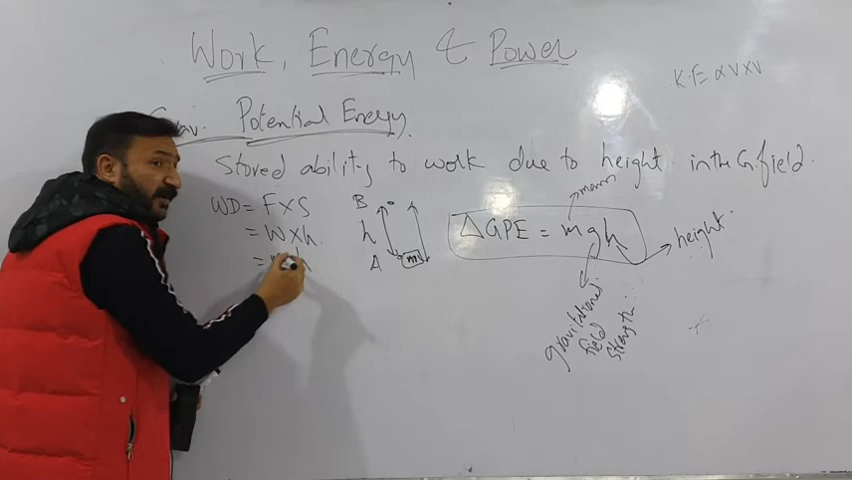 Work, Energy & Power
K.E = α V x V
Grav. Potential Energy
Stored ability to work due to height in the G.field.
mass
WD = F x S
= W x h.
B
h
A
m
ΔGPE = mgh
height
gravitational
field
strength